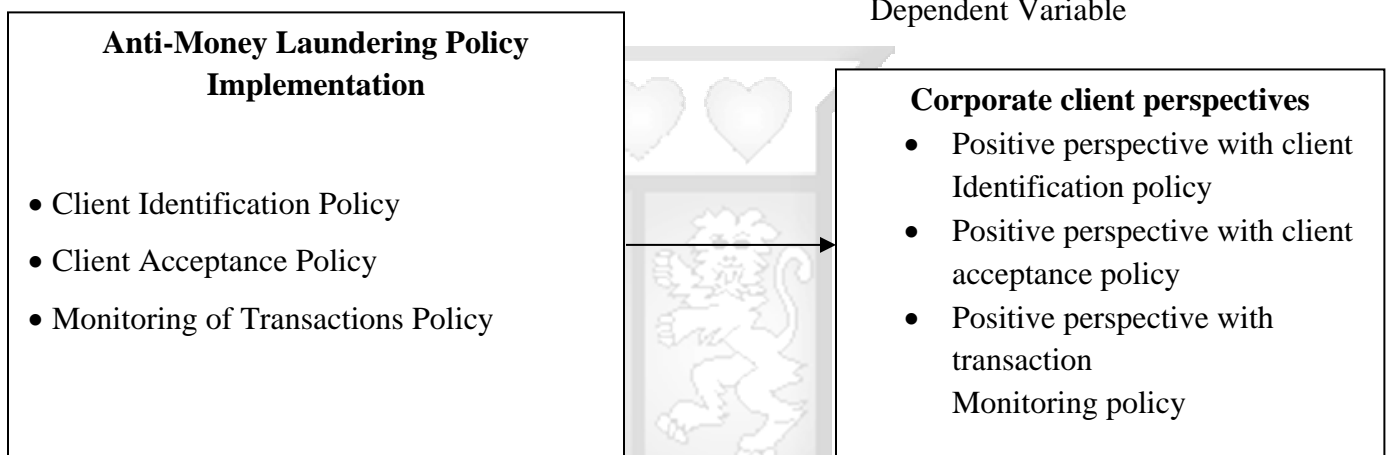 Dependent Variable
Anti-Money Laundering Policy
Implementation
• Client Identification Policy
• Client Acceptance Policy
• Monitoring of Transactions Policy
Corporate client perspectives
• Positive perspective with client
Identification policy
• Positive perspective with client
acceptance policy
• Positive perspective with
transaction
Monitoring policy